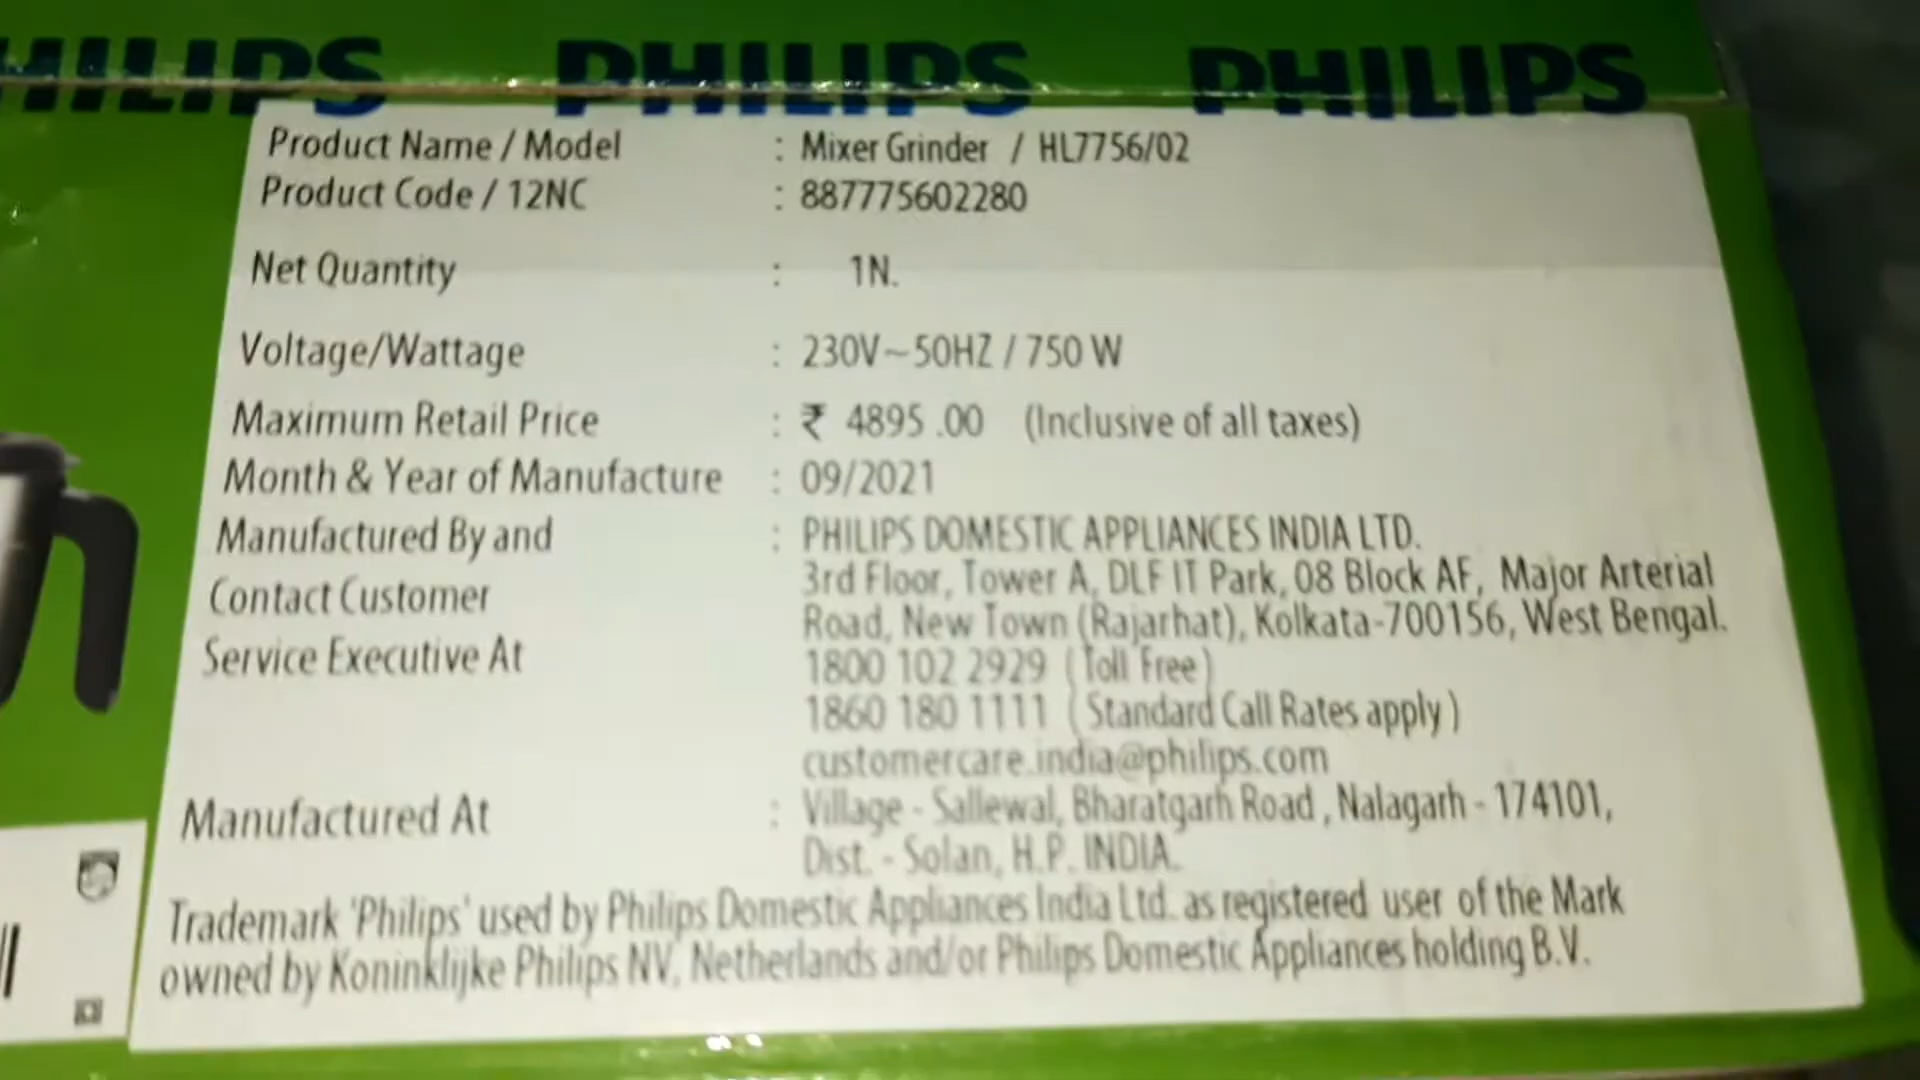 PHILIPS PHILIPS PHILIPS
Product Name / Model : Mixer Grinder / HL7756/02
Product Code / 12NC : 887775602280
Net Quantity : 1N.
Voltage/Wattage : 230V~50HZ / 750 W
Maximum Retail Price : ₹ 4895 .00 (Inclusive of all taxes)
Month & Year of Manufacture : 09/2021
Manufactured By and : PHILIPS DOMESTIC APPLIANCES INDIA LTD.
Contact Customer 3rd Floor, Tower A, DLF IT Park, 08 Block AF, Major Arterial
Road, New Town (Rajarhat), Kolkata-700156, West Bengal.
Service Executive At 1800 102 2929 (Toll Free)
1860 180 1111 (Standard Call Rates apply)
customercare.india@philips.com
Manufactured At : Village - Sallewal, Bharatgarh Road, Nalagarh - 174101,
Dist. - Solan, H.P. INDIA.
Trademark 'Philips' used by Philips Domestic Appliances India Ltd. as registered user of the Mark
owned by Koninklijke Philips NV, Netherlands and/or Philips Domestic Appliances holding B.V.